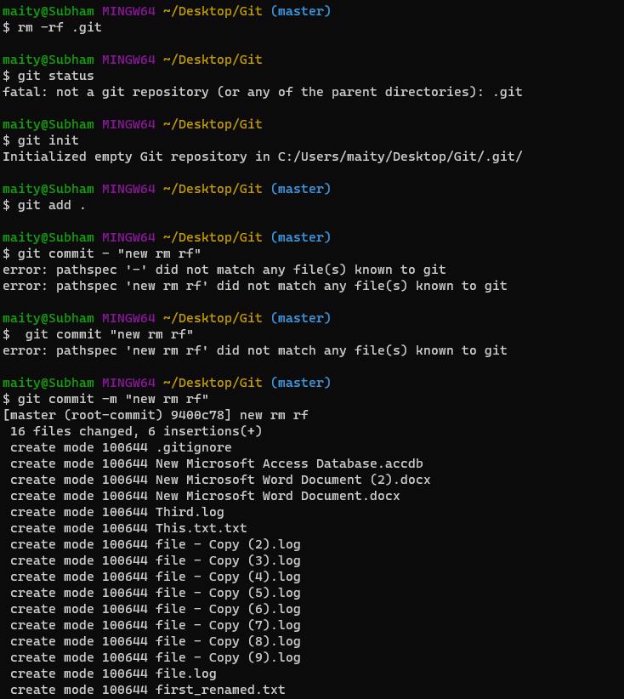 maity@Subham MINGW64 ~/Desktop/Git (master)
$ rm -rf .git
maity@Subham MINGW64 ~/Desktop/Git
$ git status
fatal: not a git repository (or any of the parent directories): .git
maity@Subham MINGW64 ~/Desktop/Git
$ git init
Initialized empty Git repository in C:/Users/maity/Desktop/Git/.git/
maity@Subham MINGW64 ~/Desktop/Git (master)
$ git add .
maity@Subham MINGW64 ~/Desktop/Git (master)
$ git commit - "new rm rf"
error: pathspec '-' did not match any file(s) known to git
error: pathspec 'new rm rf' did not match any file(s) known to git
maity@Subham MINGW64 ~/Desktop/Git (master)
$  git commit "new rm rf"
error: pathspec 'new rm rf' did not match any file(s) known to git
maity@Subham MINGW64 ~/Desktop/Git (master)
$ git commit -m "new rm rf"
[master (root-commit) 9400c78] new rm rf
 16 files changed, 6 insertions(+)
 create mode 100644 .gitignore
 create mode 100644 New Microsoft Access Database.accdb
 create mode 100644 New Microsoft Word Document (2).docx
 create mode 100644 New Microsoft Word Document.docx
 create mode 100644 Third.log
 create mode 100644 This.txt.txt
 create mode 100644 file - Copy (2).log
 create mode 100644 file - Copy (3).log
 create mode 100644 file - Copy (4).log
 create mode 100644 file - Copy (5).log
 create mode 100644 file - Copy (6).log
 create mode 100644 file - Copy (7).log
 create mode 100644 file - Copy (8).log
 create mode 100644 file - Copy (9).log
 create mode 100644 file.log
 create mode 100644 first_renamed.txt